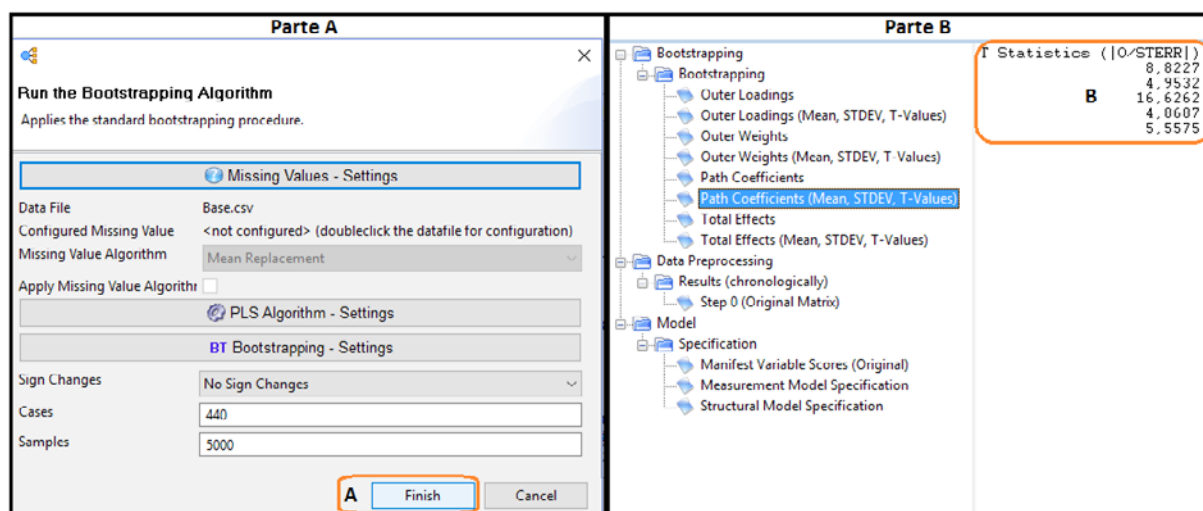 Parte A
Run the Bootstrapping Algorithm
Applies the standard bootstrapping procedure.
Missing Values - Settings
Data File Base.csv
Configured Missing Value <not configured> (doubleclick the datafile for configuration)
Missing Value Algorithm Mean Replacement
Apply Missing Value Algorithr
PLS Algorithm - Settings
BT Bootstrapping - Settings
Sign Changes No Sign Changes
Cases 440
Samples 5000
A Finish Cancel
Parte B
Bootstrapping
Bootstrapping
Outer Loadings
Outer Loadings (Mean, STDEV, T-Values)
Outer Weights
Outer Weights (Mean, STDEV, T-Values)
Path Coefficients
Path Coefficients (Mean, STDEV, T-Values)
Total Effects
Total Effects (Mean, STDEV, T-Values)
Data Preprocessing
Results (chronologically)
Step 0 (Original Matrix)
Model
Specification
Manifest Variable Scores (Original)
Measurement Model Specification
Structural Model Specification
T Statistics (|O/STERR|)
8,8227
4,9532
B 16,6262
4,0607
5,5575